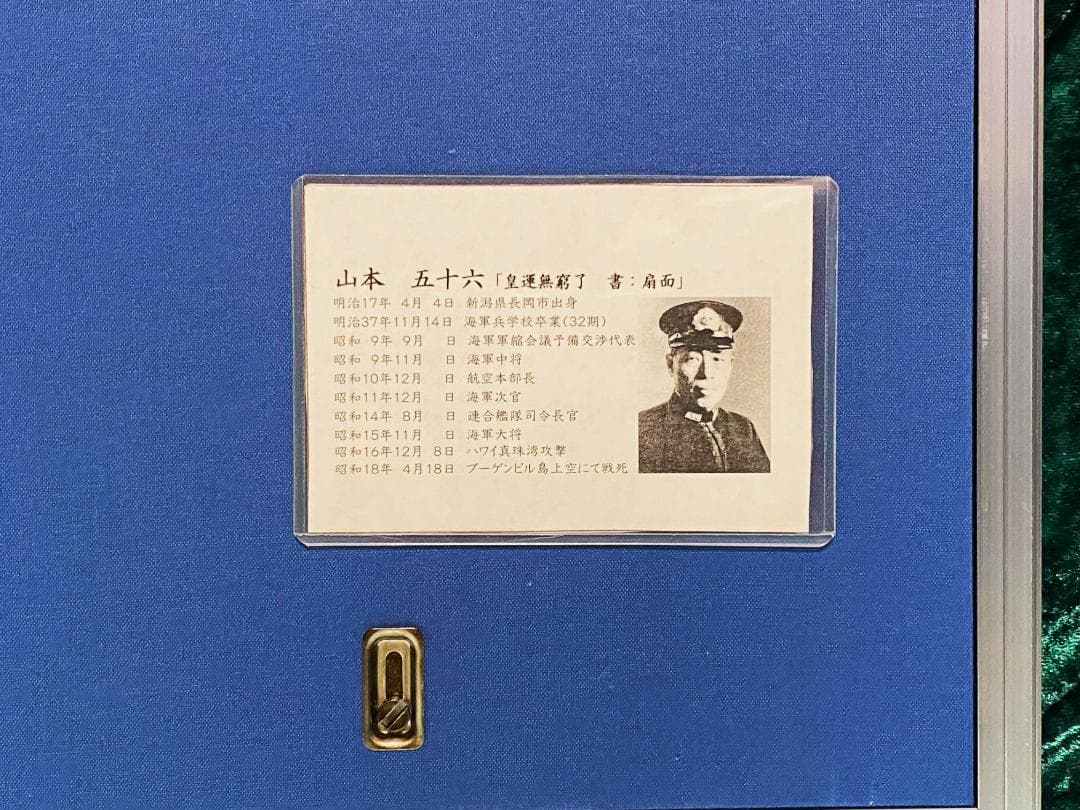 山本　五十六「皇運無窮了　書：扇面」
明治17年 4月 4日 新潟県長岡市出身
明治37年11月14日 海軍兵学校卒業(32期)
昭和 9年 9月　日 海軍軍縮会議予備交渉代表
昭和 9年11月　日 海軍中将
昭和10年12月　日 航空本部長
昭和11年12月　日 海軍次官
昭和14年 8月　日 連合艦隊司令長官
昭和15年11月　日 海軍大将
昭和16年12月 8日 ハワイ真珠湾攻撃
昭和18年 4月18日 ブーゲンビル島上空にて戦死